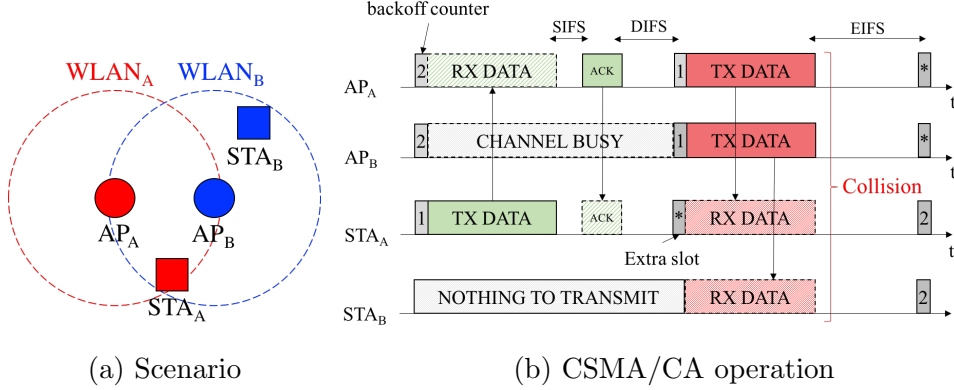 backoff counter
SIFS
DIFS
EIFS
WLAN_A
WLAN_B
STA_B
AP_A
AP_B
STA_A
AP_A
2
RX DATA
ACK
1
TX DATA
*
t
AP_B
2
CHANNEL BUSY
1
TX DATA
*
t
Collision
STA_A
1
TX DATA
ACK
*
RX DATA
2
t
Extra slot
STA_B
NOTHING TO TRANSMIT
RX DATA
2
t
(a) Scenario
(b) CSMA/CA operation